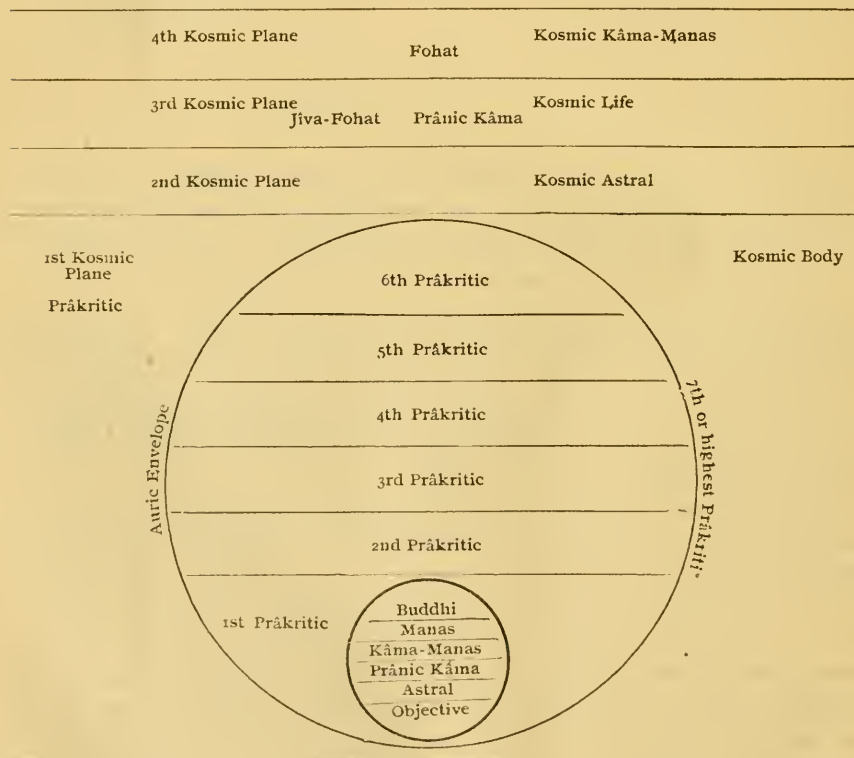 4th Kosmic Plane
Fohat
Kosmic Kâma-Manas
3rd Kosmic Plane
Jîva-Fohat
Prânic Kâma
Kosmic Life
2nd Kosmic Plane
Kosmic Astral
1st Kosmic
Plane
Prâkritic
Kosmic Body
Auric Envelope
7th or highest Prâkriti.
6th Prâkritic
5th Prâkritic
4th Prâkritic
3rd Prâkritic
2nd Prâkritic
1st Prâkritic
Buddhi
Manas
Kâma-Manas
Prânic Kâma
Astral
Objective